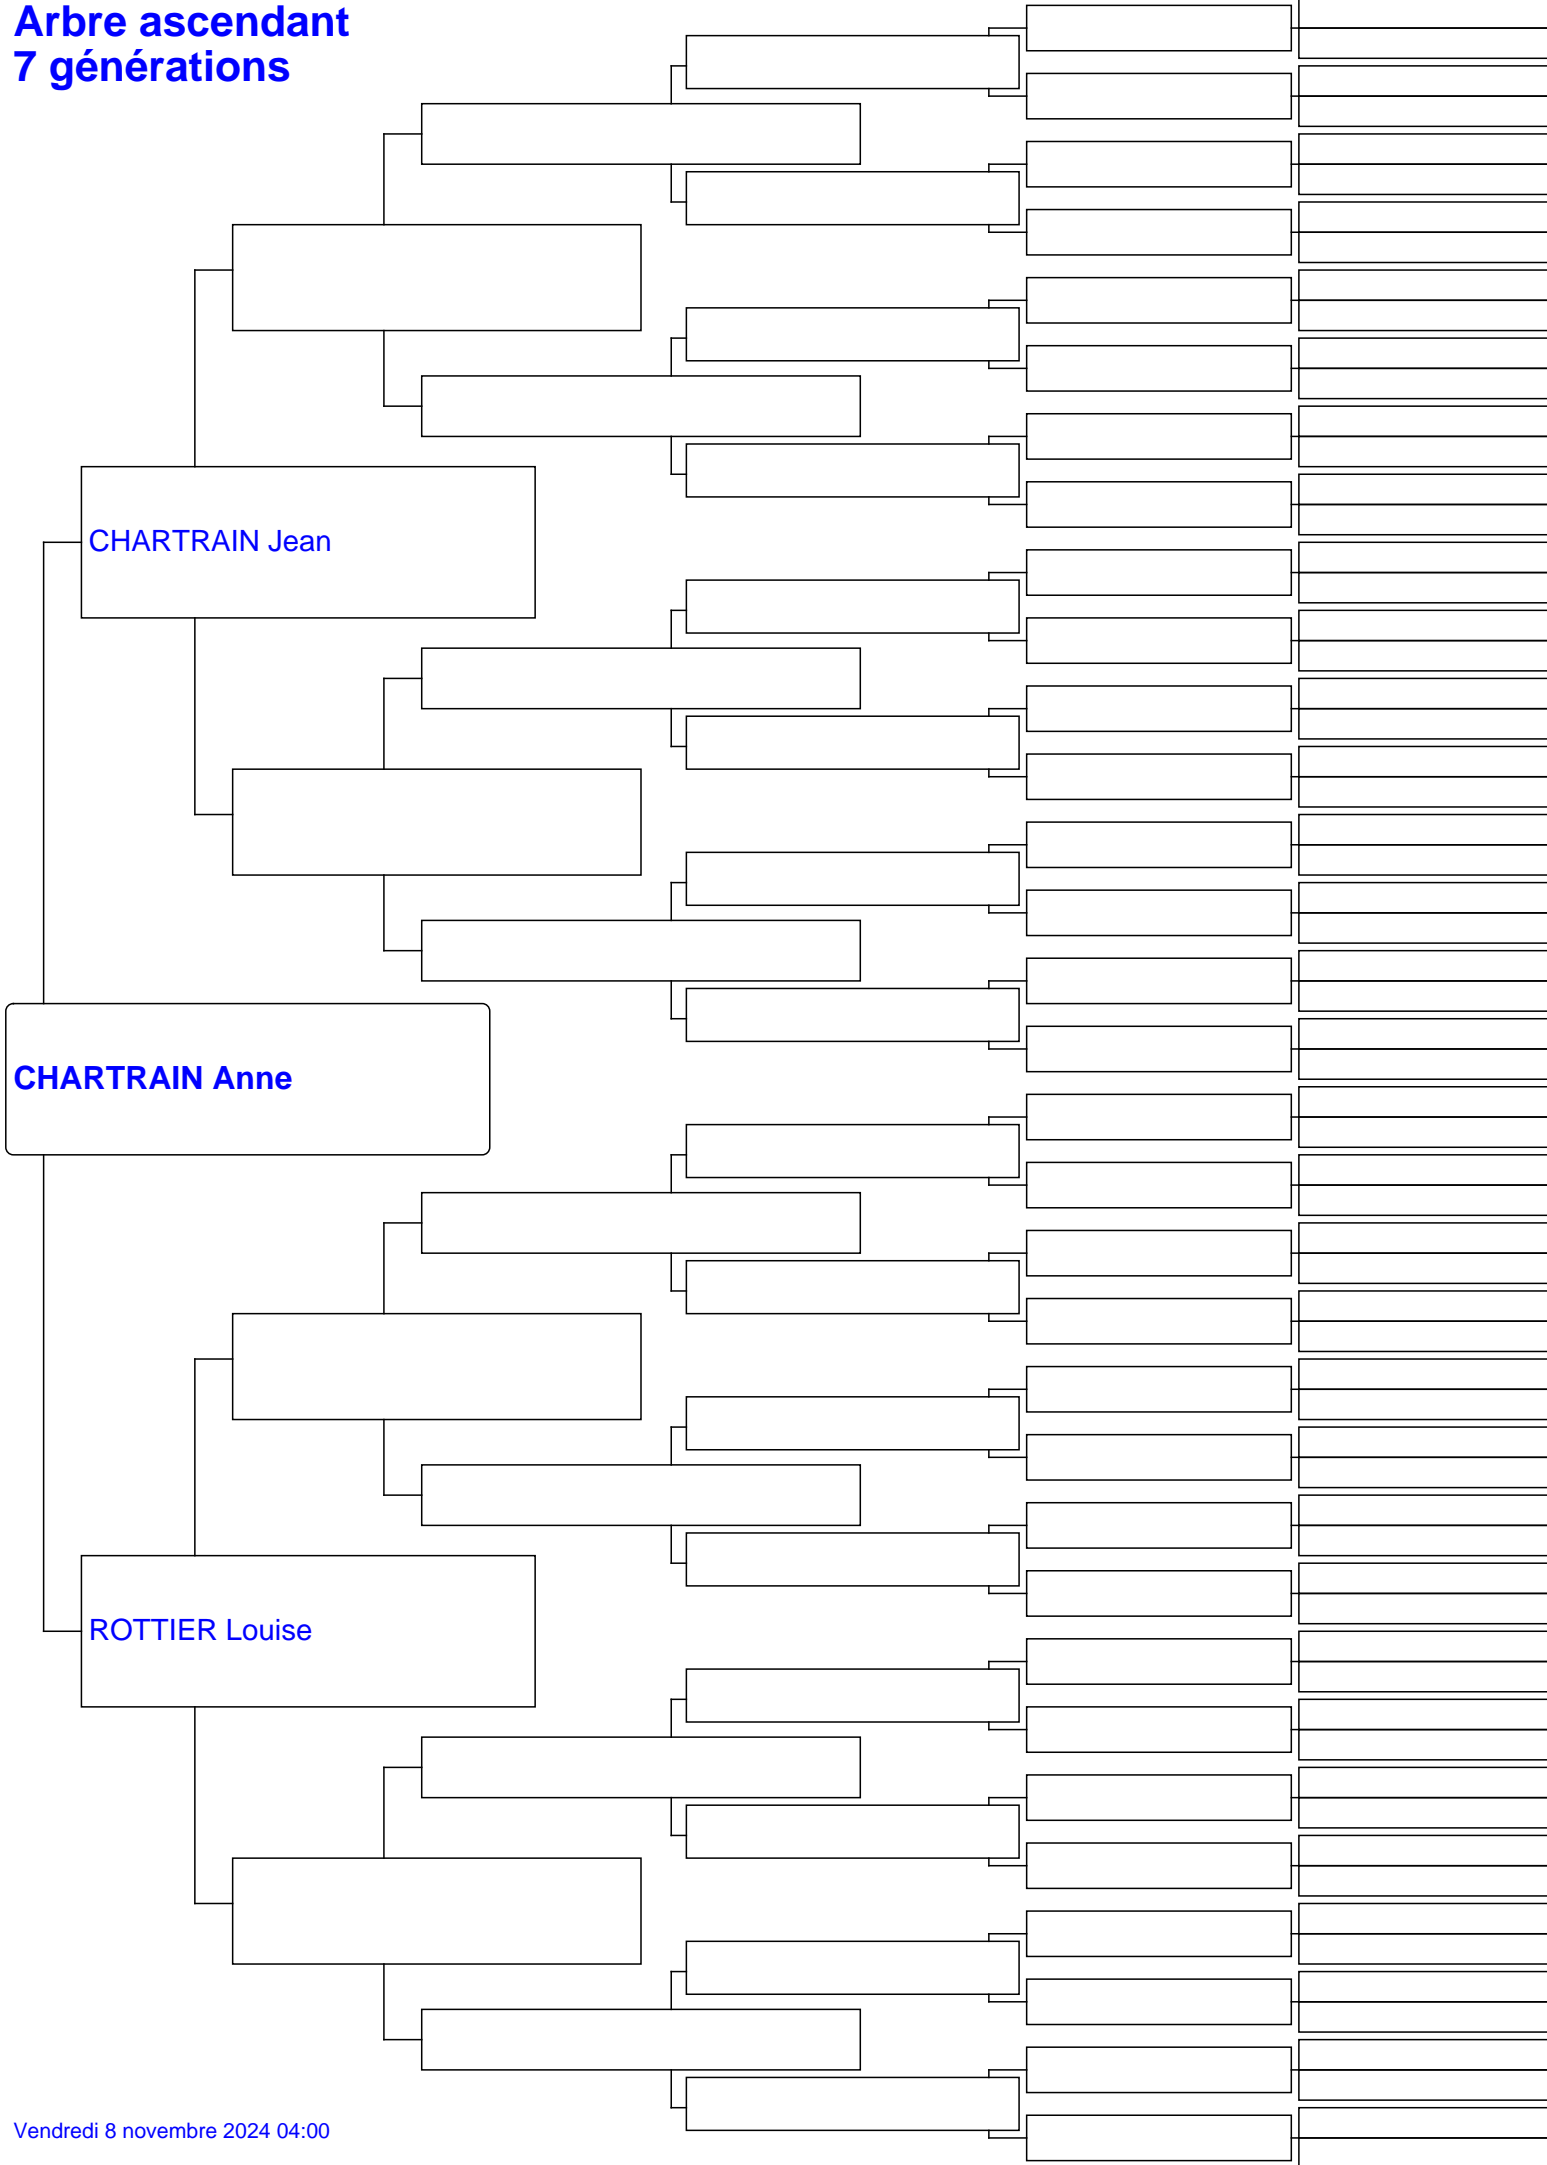 Arbre ascendant
7 générations
CHARTRAIN Jean
CHARTRAIN Anne
ROTTIER Louise
Vendredi 8 novembre 2024 04:00